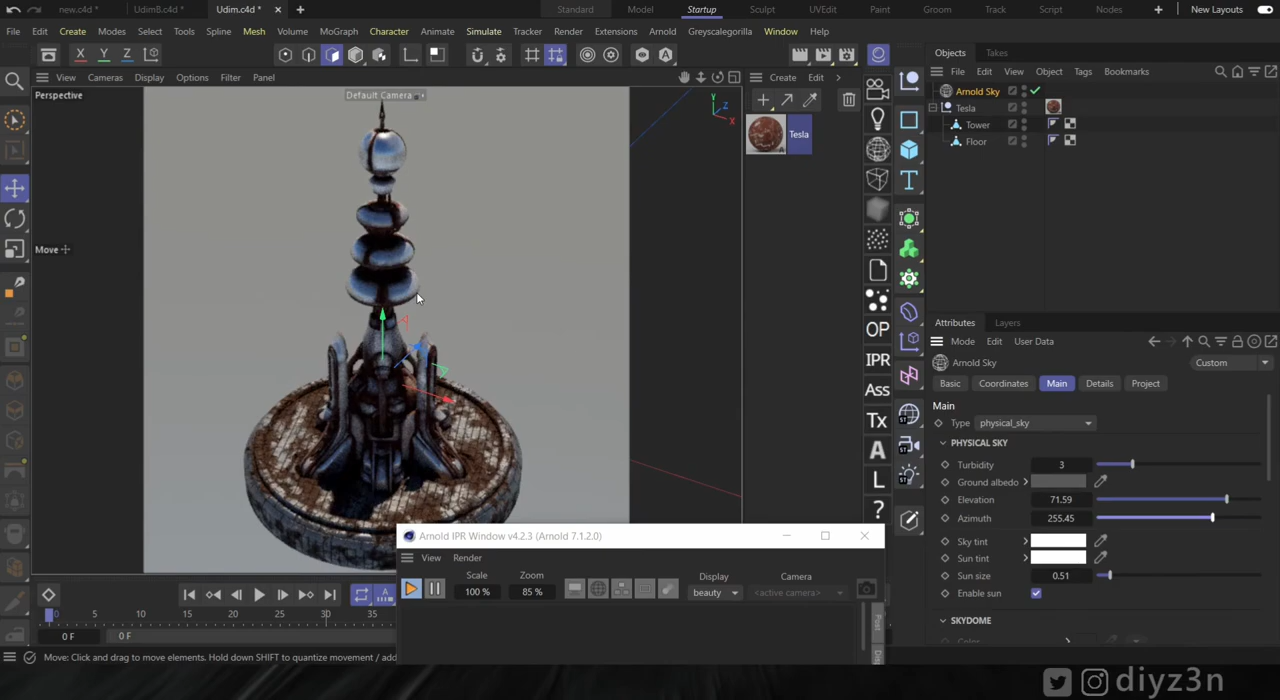 new.c4d *
UdimB.c4d *
Udim.c4d *
Standard
Model
Startup
Sculpt
UVEdit
Paint
Groom
Track
Script
Nodes
New Layouts
File Edit Create Modes Select Tools Spline Mesh Volume MoGraph Character Animate Simulate Tracker Render Extensions Arnold Greyscalegorilla Window Help
X Y Z
Objects Takes
View Cameras Display Options Filter Panel
Create Edit
File Edit View Object Tags Bookmarks
Perspective
Default Camera
Y
Z
X
Arnold Sky
Tesla
Tower
Floor
Tesla
Move
T
OP
IPR
Ass
Tx
A
L
?
ST
ST
ST
Attributes Layers
Mode Edit User Data
Arnold Sky
Custom
Basic Coordinates Main Details Project
Main
Type physical_sky
PHYSICAL SKY
Turbidity 3
Ground albedo
Elevation 71.59
Azimuth 255.45
Sky tint
Sun tint
Sun size 0.51
Enable sun
SKYDOME
Color
Arnold IPR Window v4.2.3 (Arnold 7.1.2.0)
View Render
Scale Zoom Display Camera
100 % 85 % beauty <active camera>
Post
0 5 10 15 20 25 30 35
0 F 0 F
Move: Click and drag to move elements. Hold down SHIFT to quantize movement / add
diyz3n